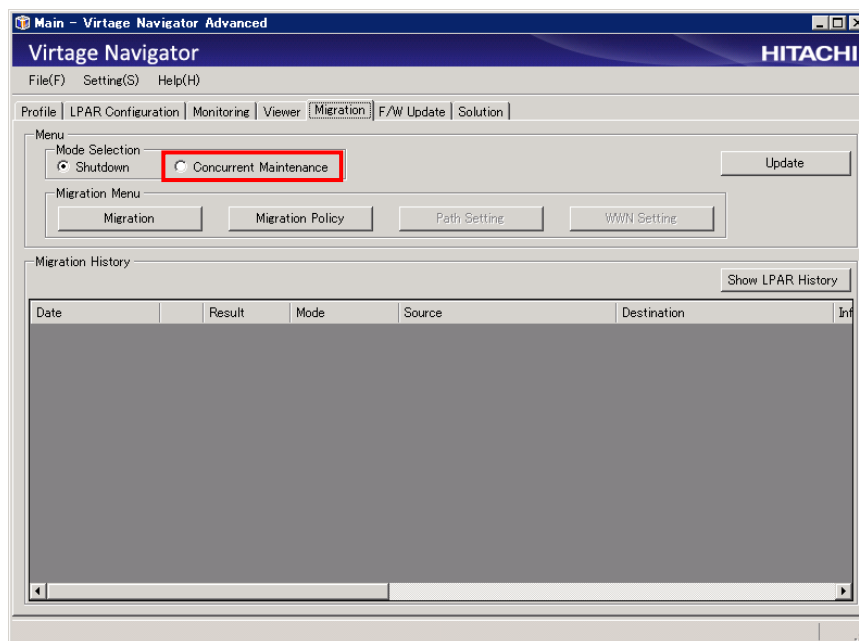 Main - Virtage Navigator Advanced
Virtage Navigator HITACHI
File(F) Setting(S) Help(H)
Profile LPAR Configuration Monitoring Viewer Migration F/W Update Solution
Menu
Mode Selection
Shutdown Concurrent Maintenance Update
Migration Menu
Migration Migration Policy Path Setting WWN Setting
Migration History
Show LPAR History
Date Result Mode Source Destination Inf